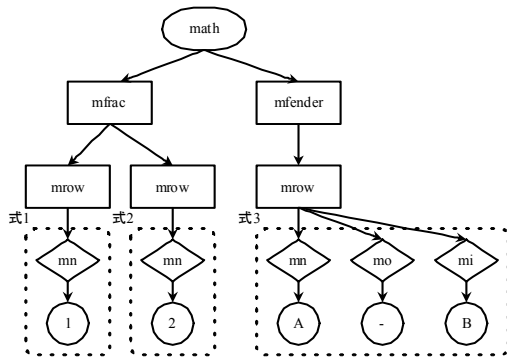 math
mfrac mfender
mrow mrow mrow
式1 式2 式3
mn mn mn mo mi
1 2 A - B